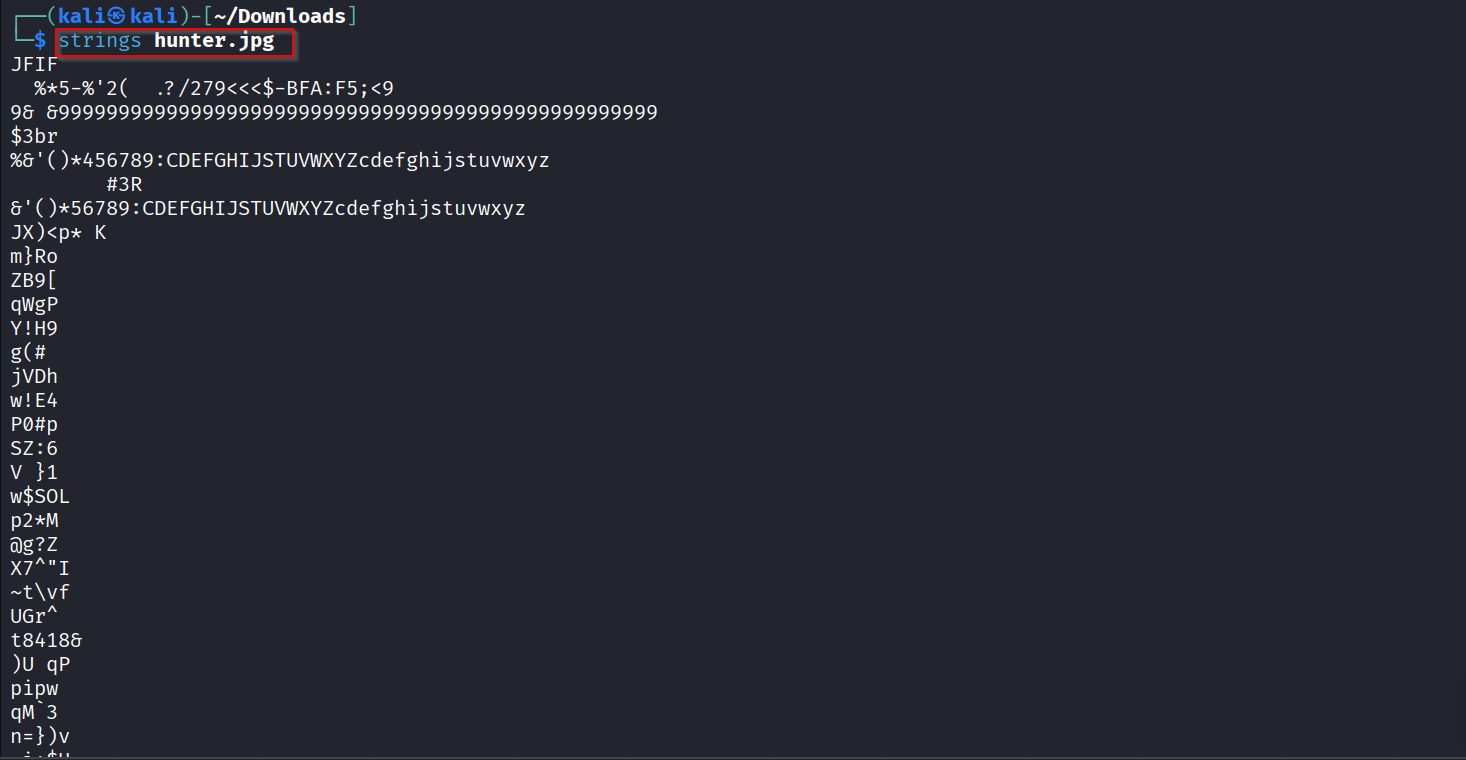 ┌──(kali㉿kali)-[~/Downloads]
└─$ strings hunter.jpg
JFIF
  %*5-%'2(  .?/279<<<$-BFA:F5;<9
9& &99999999999999999999999999999999999999999999999999
$3br
%&'()*456789:CDEFGHIJSTUVWXYZcdefghijstuvwxyz
        #3R
&'()*56789:CDEFGHIJSTUVWXYZcdefghijstuvwxyz
JX)<p* K
m}Ro
ZB9[
qWgP
Y!H9
g(#
jVDh
w!E4
P0#p
SZ:6
V }1
w$SOL
p2*M
@g?Z
X7^"I
~t\vf
UGr^
t8418&
)U qP
pipw
qM`3
n=})v